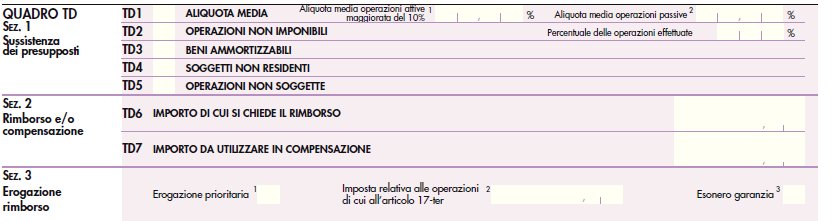 QUADRO TD
SEZ. 1
Sussistenza
dei presupposti
TD1 ALIQUOTA MEDIA Aliquota media operazioni attive maggiorata del 10% 1 , % Aliquota media operazioni passive 2 , %
TD2 OPERAZIONI NON IMPONIBILI Percentuale delle operazioni effettuate , %
TD3 BENI AMMORTIZZABILI
TD4 SOGGETTI NON RESIDENTI
TD5 OPERAZIONI NON SOGGETTE
SEZ. 2
Rimborso e/o
compensazione
TD6 IMPORTO DI CUI SI CHIEDE IL RIMBORSO ,
TD7 IMPORTO DA UTILIZZARE IN COMPENSAZIONE ,
SEZ. 3
Erogazione
rimborso
Erogazione prioritaria 1 Imposta relativa alle operazioni di cui all'articolo 17-ter 2 , Esonero garanzia 3